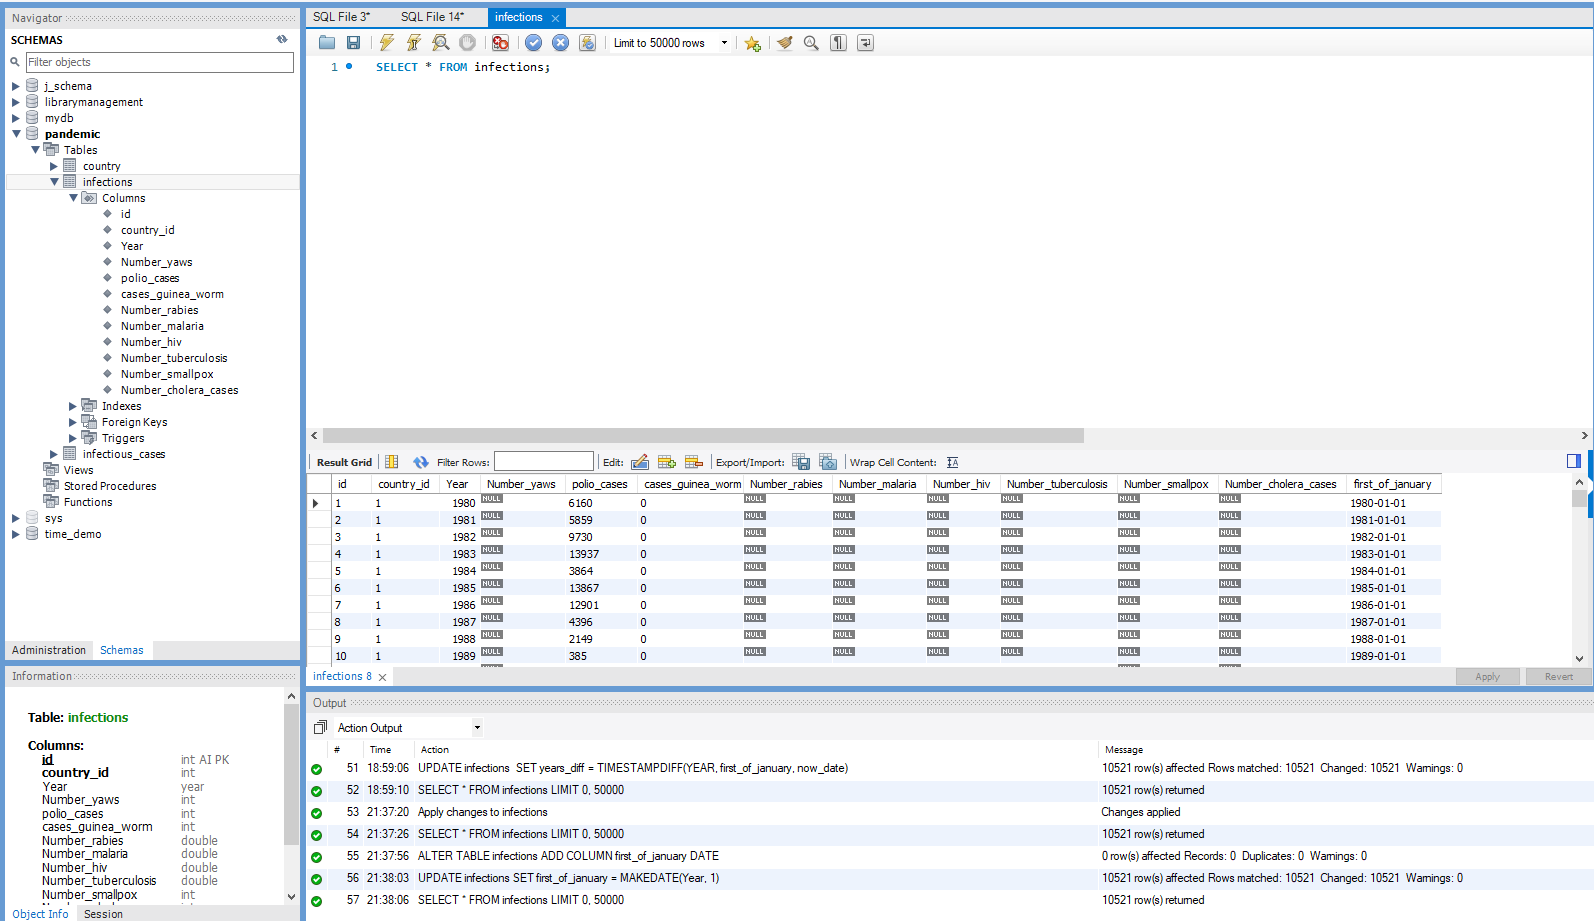 Navigator
SCHEMAS
Filter objects
j_schema
librarymanagement
mydb
pandemic
Tables
country
infections
Columns
id
country_id
Year
Number_yaws
polio_cases
cases_guinea_worm
Number_rabies
Number_malaria
Number_hiv
Number_tuberculosis
Number_smallpox
Number_cholera_cases
Indexes
Foreign Keys
Triggers
infectious_cases
Views
Stored Procedures
Functions
sys
time_demo
Administration Schemas
Information
Table: infections
Columns:
id int AI PK
country_id int
Year year
Number_yaws int
polio_cases int
cases_guinea_worm int
Number_rabies double
Number_malaria double
Number_hiv double
Number_tuberculosis double
Number_smallpox int
Object Info Session
SQL File 3* SQL File 14* infections
Limit to 50000 rows
1 SELECT * FROM infections;
Result Grid Filter Rows: Edit: Export/Import: Wrap Cell Content:
id country_id Year Number_yaws polio_cases cases_guinea_worm Number_rabies Number_malaria Number_hiv Number_tuberculosis Number_smallpox Number_cholera_cases first_of_january
1 1 1980 NULL 6160 0 NULL NULL NULL NULL NULL NULL 1980-01-01
2 1 1981 NULL 5859 0 NULL NULL NULL NULL NULL NULL 1981-01-01
3 1 1982 NULL 9730 0 NULL NULL NULL NULL NULL NULL 1982-01-01
4 1 1983 NULL 13937 0 NULL NULL NULL NULL NULL NULL 1983-01-01
5 1 1984 NULL 3864 0 NULL NULL NULL NULL NULL NULL 1984-01-01
6 1 1985 NULL 13867 0 NULL NULL NULL NULL NULL NULL 1985-01-01
7 1 1986 NULL 12901 0 NULL NULL NULL NULL NULL NULL 1986-01-01
8 1 1987 NULL 4396 0 NULL NULL NULL NULL NULL NULL 1987-01-01
9 1 1988 NULL 2149 0 NULL NULL NULL NULL NULL NULL 1988-01-01
10 1 1989 NULL 385 0 NULL NULL NULL NULL NULL NULL 1989-01-01
infections 8 Apply Revert
Output
Action Output
# Time Action Message
51 18:59:06 UPDATE infections SET years_diff = TIMESTAMPDIFF(YEAR, first_of_january, now_date) 10521 row(s) affected Rows matched: 10521 Changed: 10521 Warnings: 0
52 18:59:10 SELECT * FROM infections LIMIT 0, 50000 10521 row(s) returned
53 21:37:20 Apply changes to infections Changes applied
54 21:37:26 SELECT * FROM infections LIMIT 0, 50000 10521 row(s) returned
55 21:37:56 ALTER TABLE infections ADD COLUMN first_of_january DATE 0 row(s) affected Records: 0 Duplicates: 0 Warnings: 0
56 21:38:03 UPDATE infections SET first_of_january = MAKEDATE(Year, 1) 10521 row(s) affected Rows matched: 10521 Changed: 10521 Warnings: 0
57 21:38:06 SELECT * FROM infections LIMIT 0, 50000 10521 row(s) returned